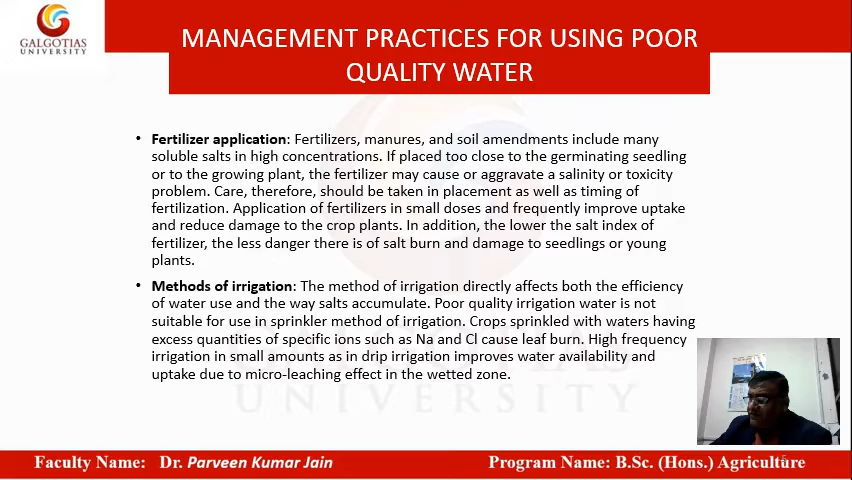 GALGOTIAS
UNIVERSITY
MANAGEMENT PRACTICES FOR USING POOR
QUALITY WATER
• Fertilizer application: Fertilizers, manures, and soil amendments include many
soluble salts in high concentrations. If placed too close to the germinating seedling
or to the growing plant, the fertilizer may cause or aggravate a salinity or toxicity
problem. Care, therefore, should be taken in placement as well as timing of
fertilization. Application of fertilizers in small doses and frequently improve uptake
and reduce damage to the crop plants. In addition, the lower the salt index of
fertilizer, the less danger there is of salt burn and damage to seedlings or young
plants.
• Methods of irrigation: The method of irrigation directly affects both the efficiency
of water use and the way salts accumulate. Poor quality irrigation water is not
suitable for use in sprinkler method of irrigation. Crops sprinkled with waters having
excess quantities of specific ions such as Na and Cl cause leaf burn. High frequency
irrigation in small amounts as in drip irrigation improves water availability and
uptake due to micro-leaching effect in the wetted zone.
UNIVERSITY
Faculty Name: Dr. Parveen Kumar Jain
Program Name: B.Sc. (Hons.) Agriculture